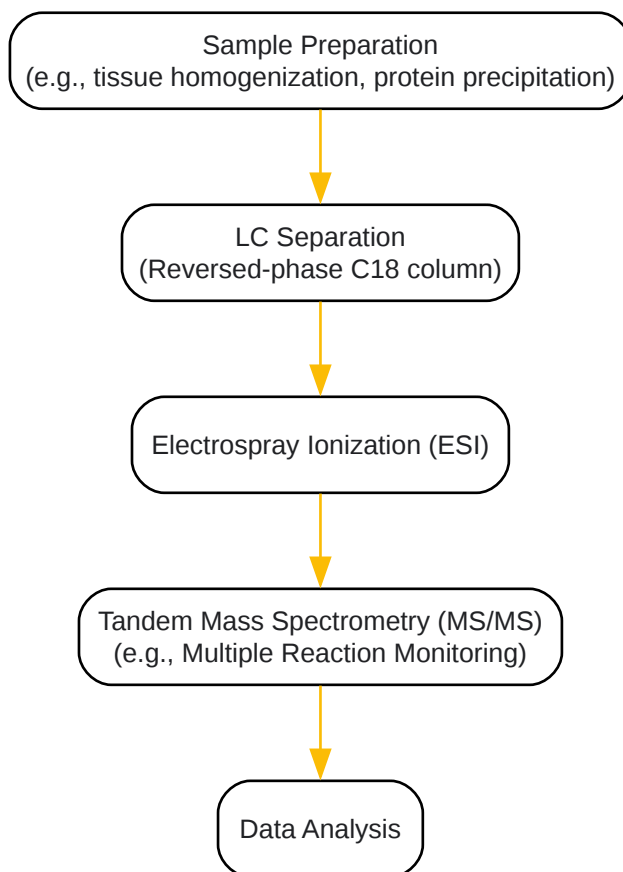 Sample Preparation
(e.g., tissue homogenization, protein precipitation)
LC Separation
(Reversed-phase C18 column)
Electrospray Ionization (ESI)
Tandem Mass Spectrometry (MS/MS)
(e.g., Multiple Reaction Monitoring)
Data Analysis